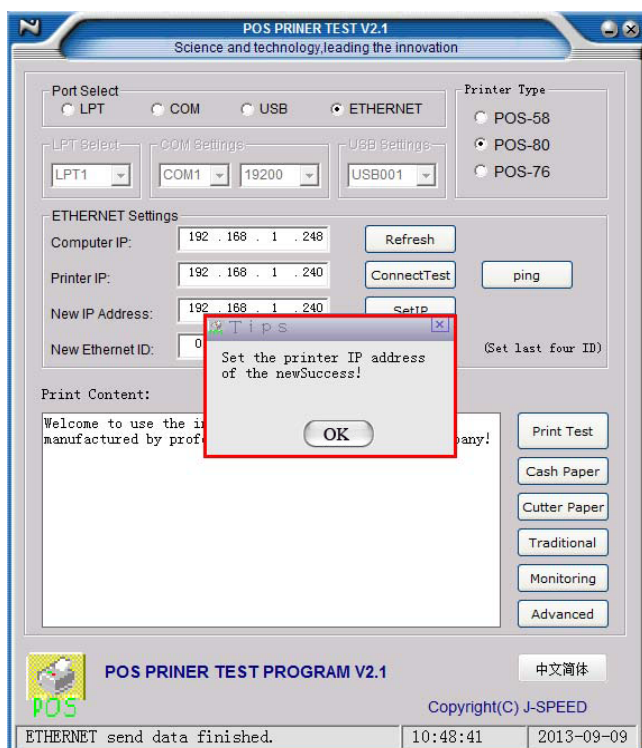 POS PRINER TEST V2.1
Science and technology,leading the innovation
Port Select
LPT COM USB ETHERNET
Printer Type
POS-58
POS-80
POS-76
LPT Select COM Settings USB Settings
LPT1 COM1 19200 USB001
ETHERNET Settings
Computer IP: 192 . 168 . 1 . 248 Refresh
Printer IP: 192 . 168 . 1 . 240 ConnectTest ping
New IP Address: 192 . 168 . 1 . 240 SetIP
New Ethernet ID: 0 (Set last four ID)
Tips
Set the printer IP address
of the newSuccess!
OK
Print Content:
Welcome to use the
manufactured by pany!
Print Test
Cash Paper
Cutter Paper
Traditional
Monitoring
Advanced
POS
POS PRINER TEST PROGRAM V2.1
中文简体
Copyright(C) J-SPEED
ETHERNET send data finished. 10:48:41 2013-09-09